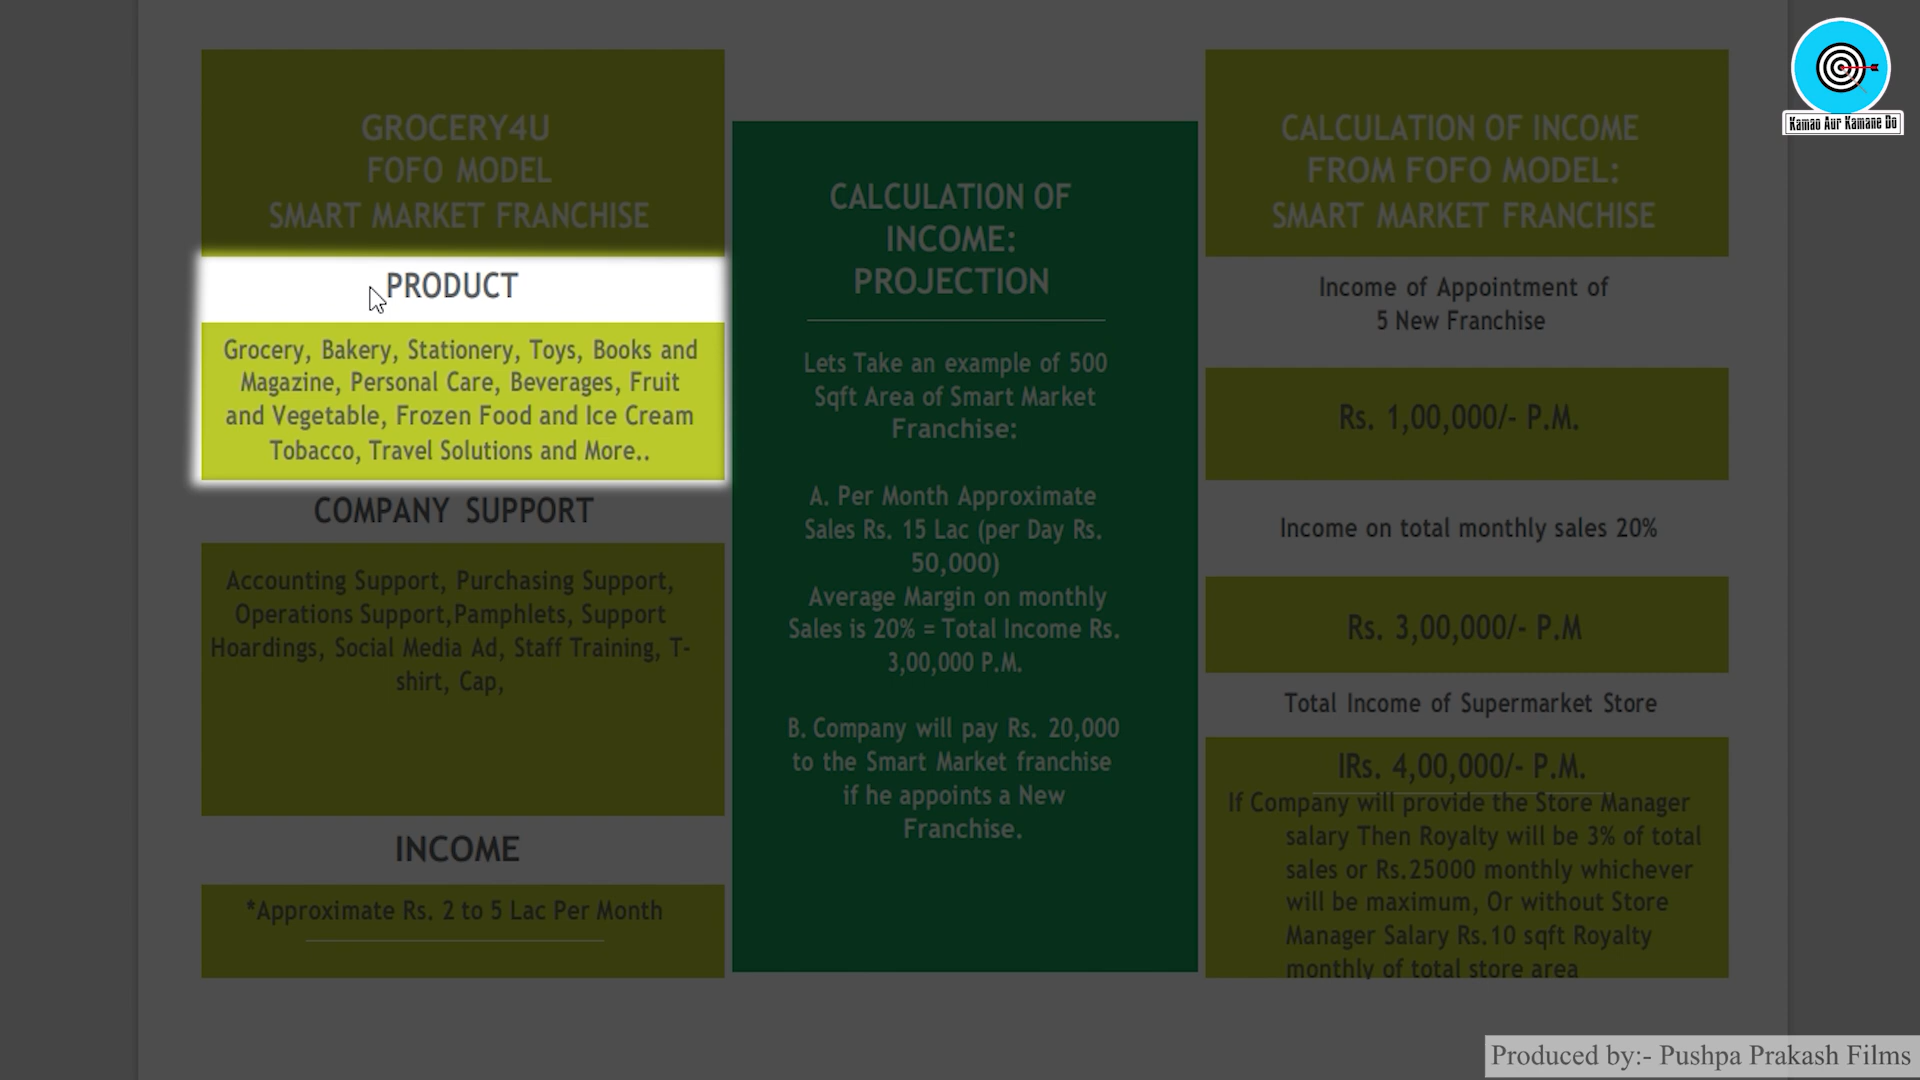 GROCERY4U
FOFO MODEL
SMART MARKET FRANCHISE
PRODUCT
Grocery, Bakery, Stationery, Toys, Books and
Magazine, Personal Care, Beverages, Fruit
and Vegetable, Frozen Food and Ice Cream
Tobacco, Travel Solutions and More..
COMPANY SUPPORT
Accounting Support, Purchasing Support,
Operations Support,Pamphlets, Support
Hoardings, Social Media Ad, Staff Training, T-
shirt, Cap,
INCOME
*Approximate Rs. 2 to 5 Lac Per Month
CALCULATION OF
INCOME:
PROJECTION
Lets Take an example of 500
Sqft Area of Smart Market
Franchise:
A. Per Month Approximate
Sales Rs. 15 Lac (per Day Rs.
50,000)
Average Margin on monthly
Sales is 20% = Total Income Rs.
3,00,000 P.M.
B. Company will pay Rs. 20,000
to the Smart Market franchise
if he appoints a New
Franchise.
CALCULATION OF INCOME
FROM FOFO MODEL:
SMART MARKET FRANCHISE
Income of Appointment of
5 New Franchise
Rs. 1,00,000/- P.M.
Income on total monthly sales 20%
Rs. 3,00,000/- P.M
Total Income of Supermarket Store
IRs. 4,00,000/- P.M.
If Company will provide the Store Manager
salary Then Royalty will be 3% of total
sales or Rs.25000 monthly whichever
will be maximum, Or without Store
Manager Salary Rs.10 sqft Royalty
monthly of total store area
Kamao Aur Kamane Do
Produced by:- Pushpa Prakash Films